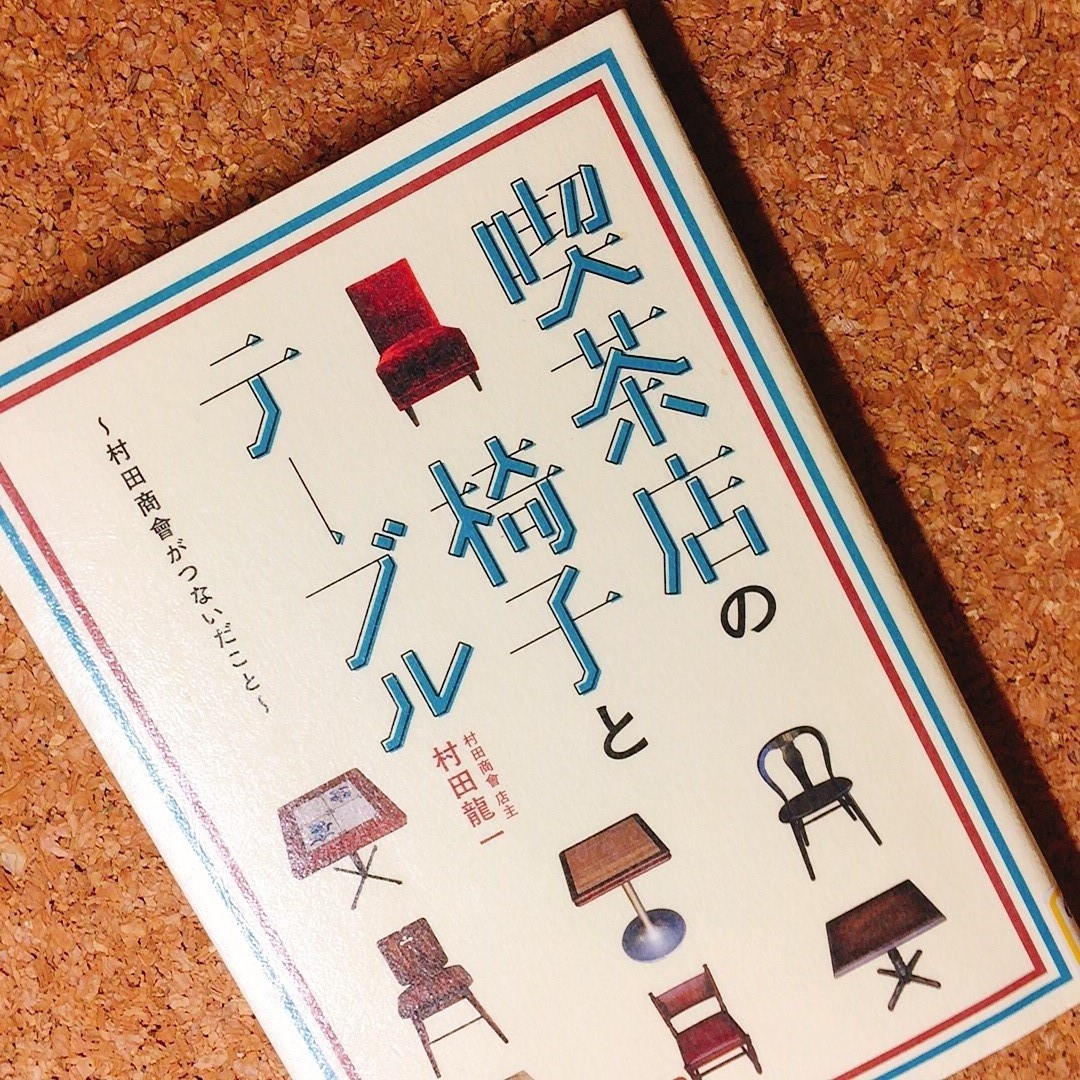 喫茶店の
椅子と
テーブル
～村田商會がつないだこと～
村田商會 店主
村田龍一